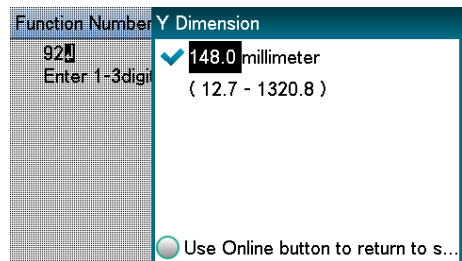 Function Number
92
Enter 1-3digi
Y Dimension
148.0 millimeter
( 12.7 - 1320.8 )
Use Online button to return to s...